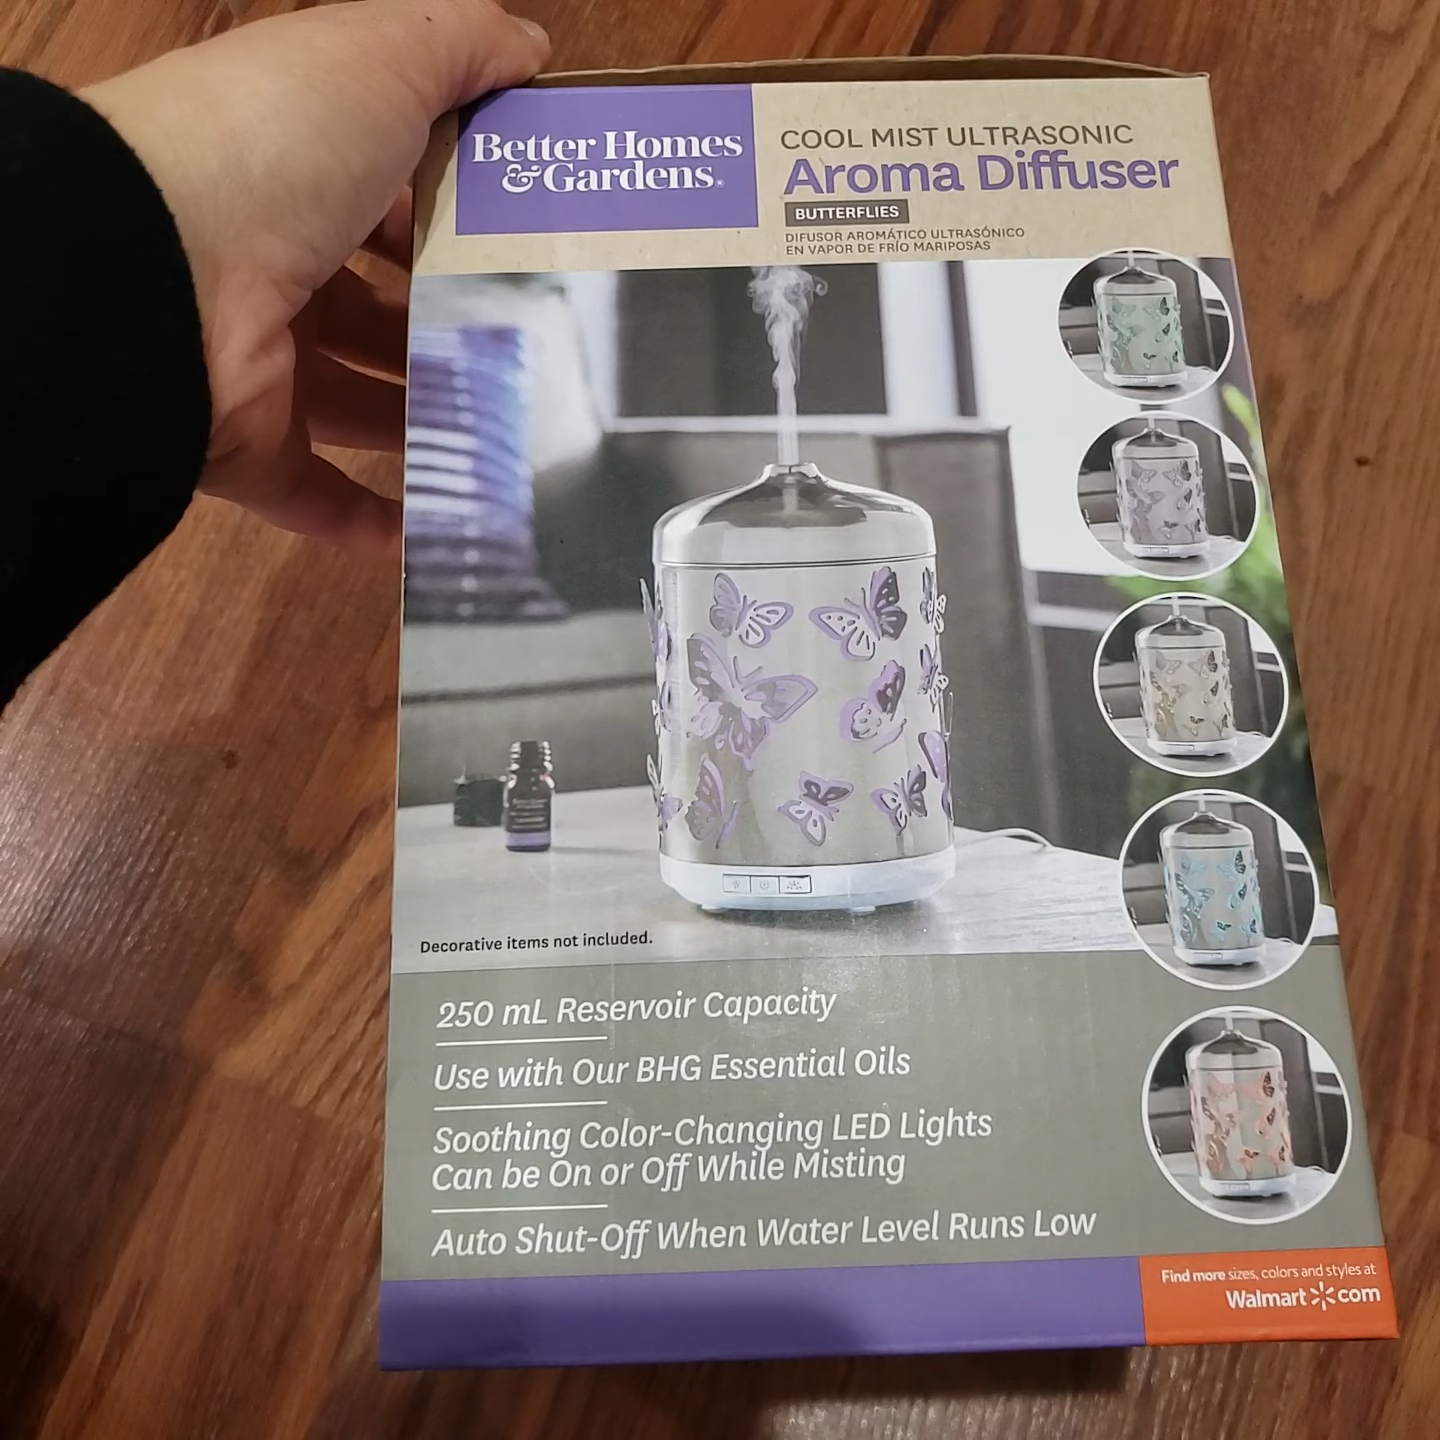 Better Homes
& Gardens®
COOL MIST ULTRASONIC
Aroma Diffuser
BUTTERFLIES
DIFUSOR AROMÁTICO ULTRASÓNICO
EN VAPOR DE FRÍO MARIPOSAS
Decorative items not included.
250 mL Reservoir Capacity
Use with Our BHG Essential Oils
Soothing Color-Changing LED Lights
Can be On or Off While Misting
Auto Shut-Off When Water Level Runs Low
Find more sizes, colors and styles at
Walmart.com